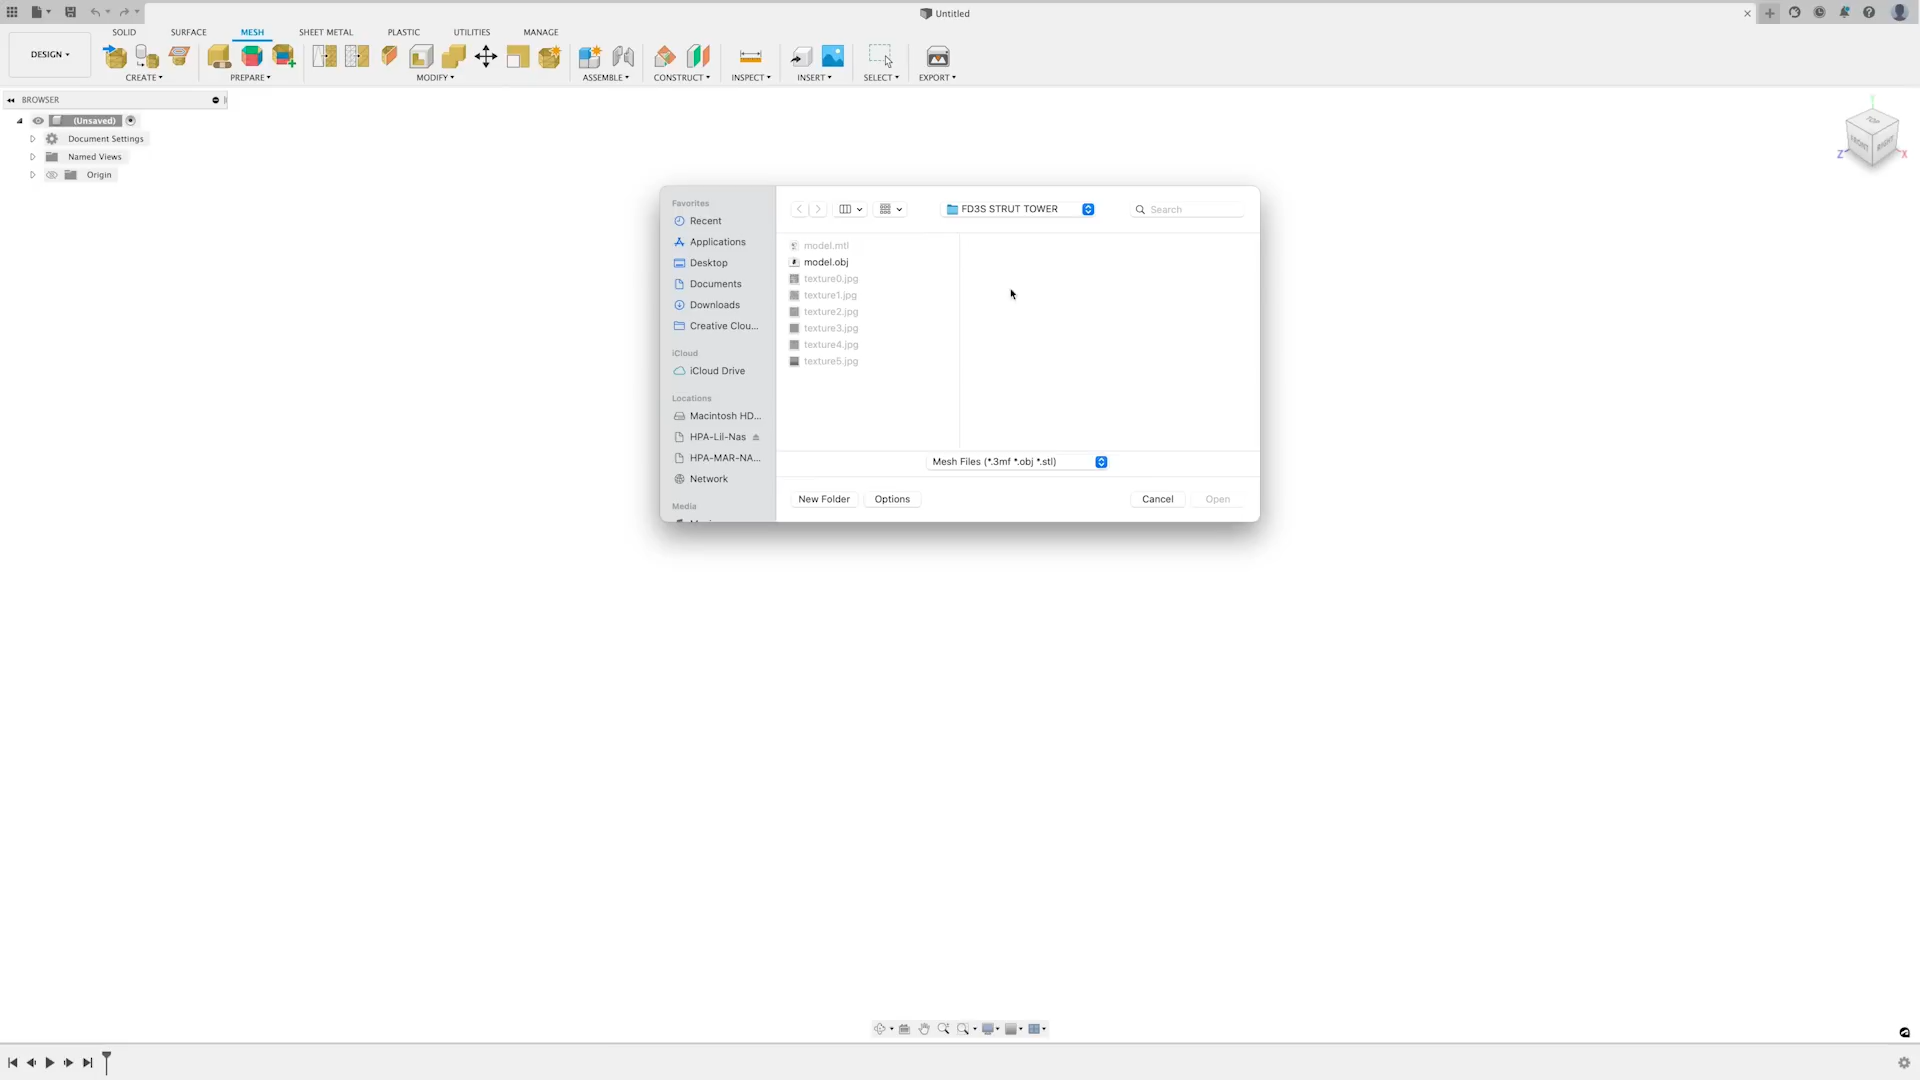 Untitled
DESIGN
SOLID
SURFACE
MESH
SHEET METAL
PLASTIC
UTILITIES
MANAGE
CREATE
PREPARE
MODIFY
ASSEMBLE
CONSTRUCT
INSPECT
INSERT
SELECT
EXPORT
BROWSER
(Unsaved)
Document Settings
Named Views
Origin
TOP
FRONT
RIGHT
Y
Z
X
Favorites
Recent
Applications
Desktop
Documents
Downloads
Creative Clou...
iCloud
iCloud Drive
Locations
Macintosh HD...
HPA-Lil-Nas
HPA-MAR-NA...
Network
Media
FD3S STRUT TOWER
Search
model.mtl
model.obj
texture0.jpg
texture1.jpg
texture2.jpg
texture3.jpg
texture4.jpg
texture5.jpg
Mesh Files (*.3mf *.obj *.stl)
New Folder
Options
Cancel
Open